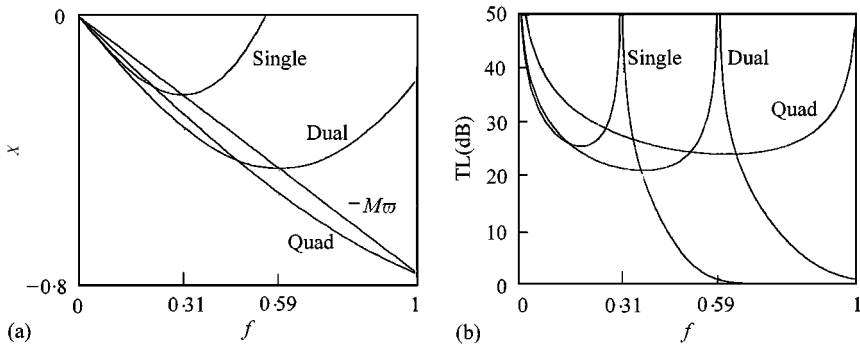 0
Single
Dual
−Mϖ
Quad
x
−0.8
0
0·31
0·59
1
(a)
f
50
40
30
20
10
0
TL(dB)
Single
Dual
Quad
0
0·31
0·59
1
(b)
f